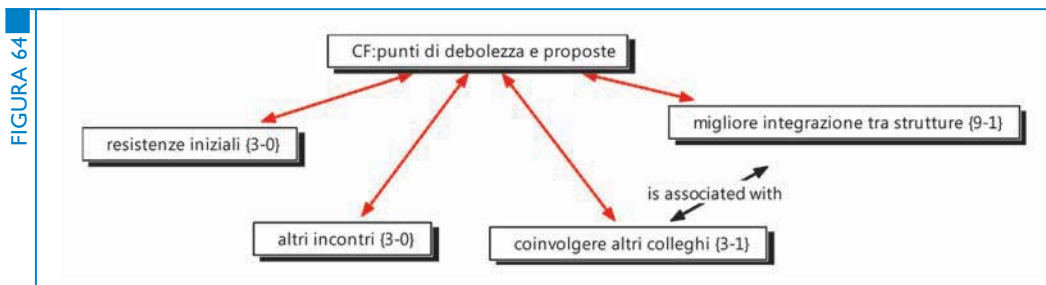 FIGURA 64
CF:punti di debolezza e proposte
resistenze iniziali {3-0}
migliore integrazione tra strutture {9-1}
is associated with
altri incontri {3-0}
coinvolgere altri colleghi {3-1}